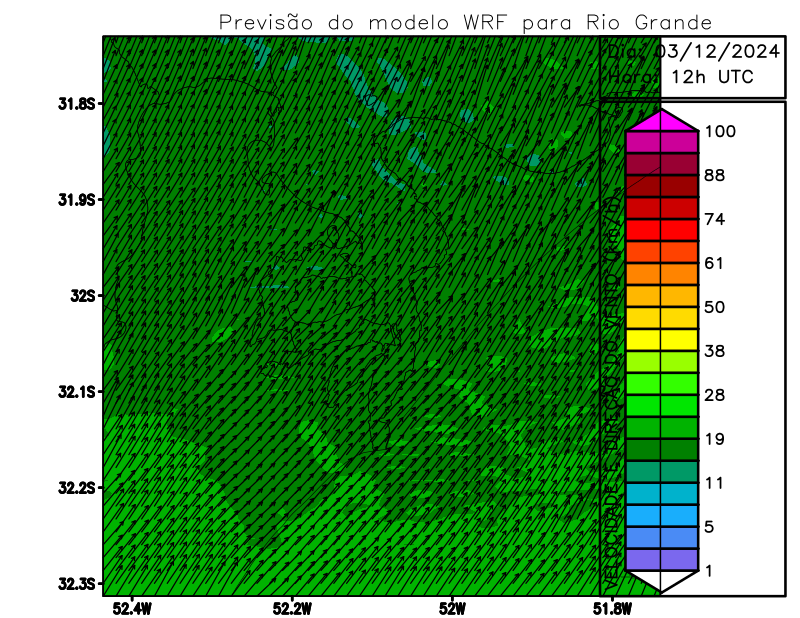 Previsão do modelo WRF para Rio Grande
Dia: 03/12/2024
Hora: 12h UTC
31.8S
31.9S
32S
32.1S
32.2S
32.3S
52.4W
52.2W
52W
51.8W
VELOCIDADE E DIREÇÃO DO VENTO (km/h)
100
88
74
61
50
38
28
19
11
5
1